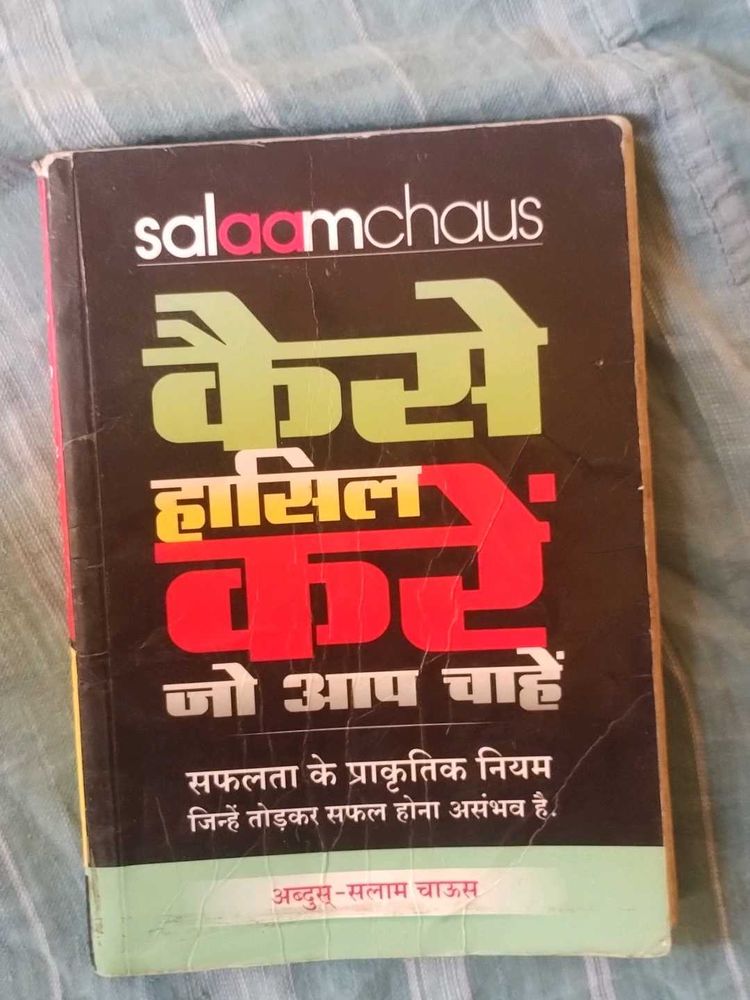 salaamchaus
कैसे
हासिल
करें
जो आप चाहें
सफलता के प्राकृतिक नियम
जिन्हें तोड़कर सफल होना असंभव है.
अब्दुस्-सलाम चाऊस